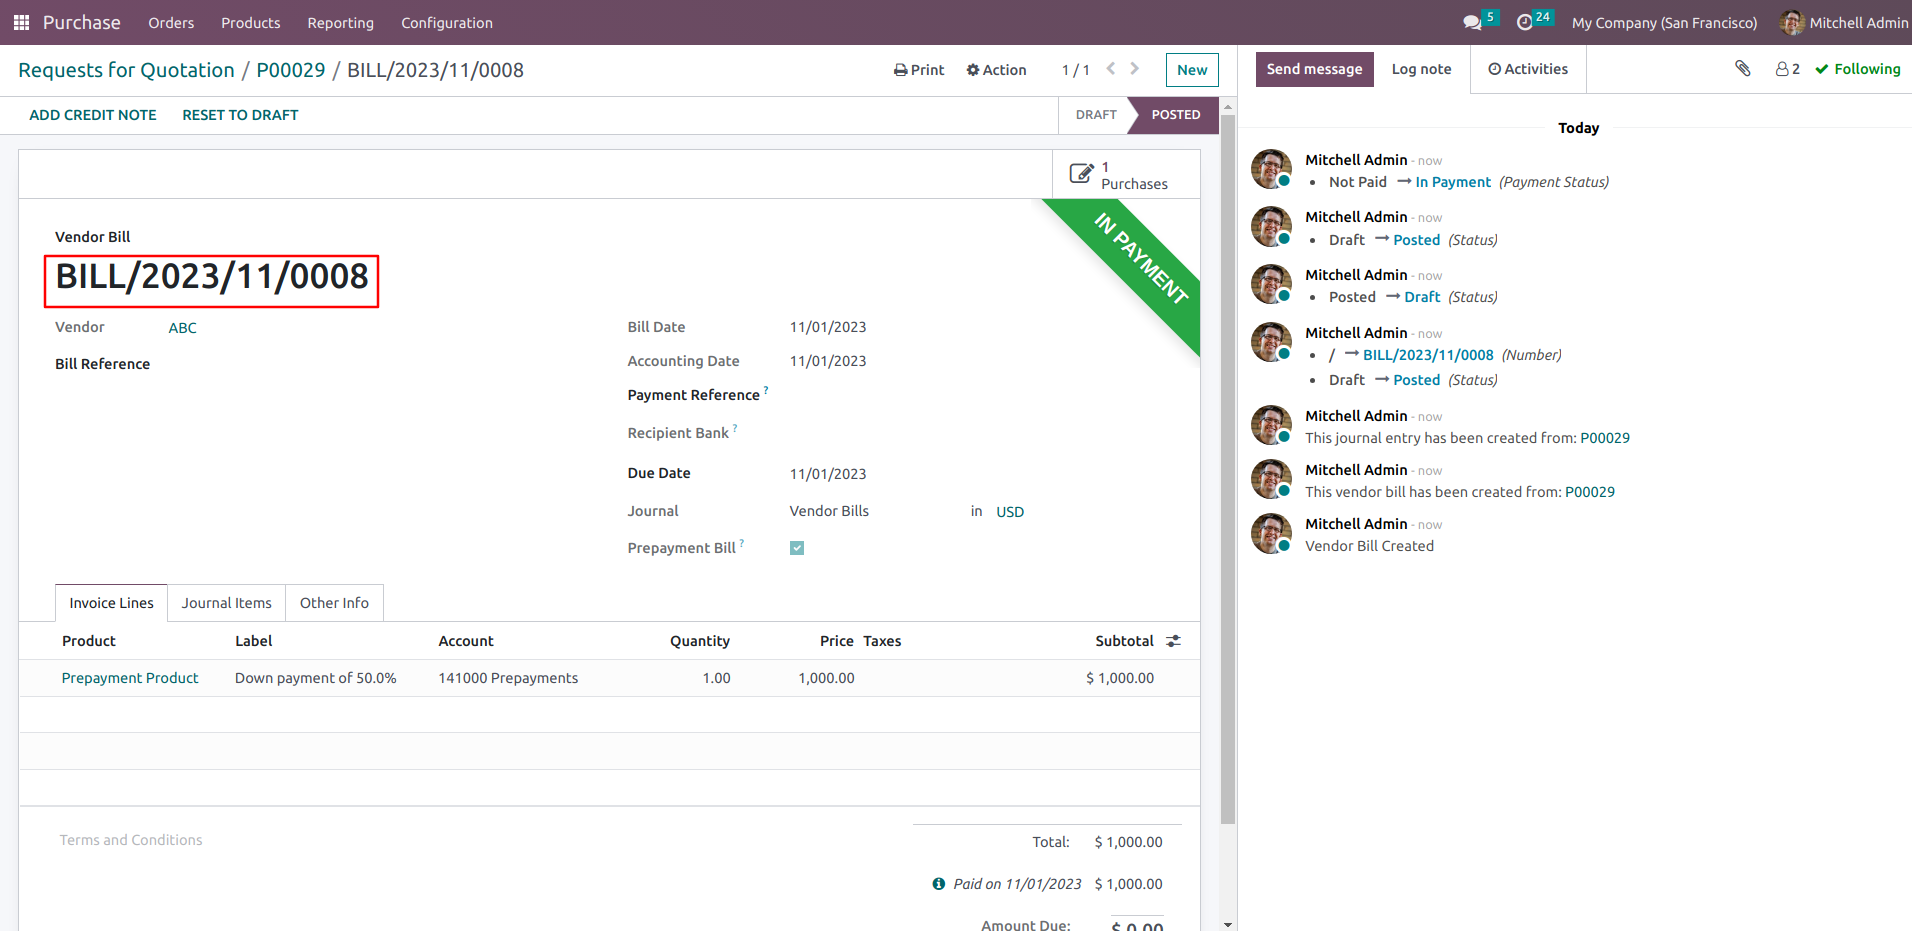 Purchase Orders Products Reporting Configuration 5 24 My Company (San Francisco) Mitchell Admin
Requests for Quotation / P00029 / BILL/2023/11/0008 Print Action 1 / 1 New
ADD CREDIT NOTE RESET TO DRAFT DRAFT POSTED
1
Purchases
IN PAYMENT
Vendor Bill
BILL/2023/11/0008
Vendor ABC
Bill Reference
Bill Date 11/01/2023
Accounting Date 11/01/2023
Payment Reference ?
Recipient Bank ?
Due Date 11/01/2023
Journal Vendor Bills in USD
Prepayment Bill ?
Invoice Lines Journal Items Other Info
Product Label Account Quantity Price Taxes Subtotal
Prepayment Product Down payment of 50.0% 141000 Prepayments 1.00 1,000.00 $ 1,000.00
Terms and Conditions
Total: $ 1,000.00
Paid on 11/01/2023 $ 1,000.00
Amount Due: $ 0.00
Send message Log note Activities 2 Following
Today
Mitchell Admin - now
• Not Paid → In Payment (Payment Status)
Mitchell Admin - now
• Draft → Posted (Status)
Mitchell Admin - now
• Posted → Draft (Status)
Mitchell Admin - now
• / → BILL/2023/11/0008 (Number)
• Draft → Posted (Status)
Mitchell Admin - now
This journal entry has been created from: P00029
Mitchell Admin - now
This vendor bill has been created from: P00029
Mitchell Admin - now
Vendor Bill Created